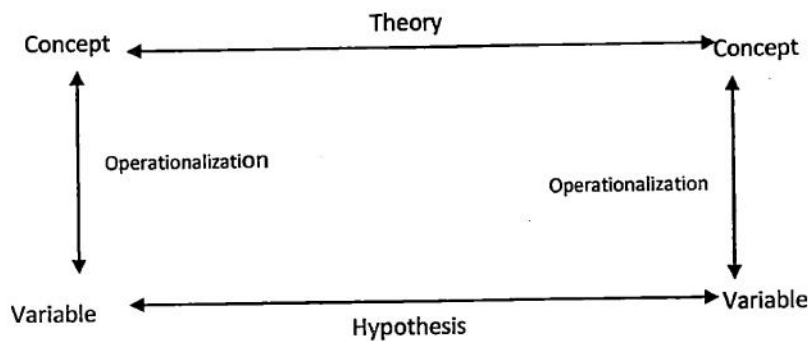 Theory
Concept
Concept
Operationalization
Operationalization
Variable
Variable
Hypothesis